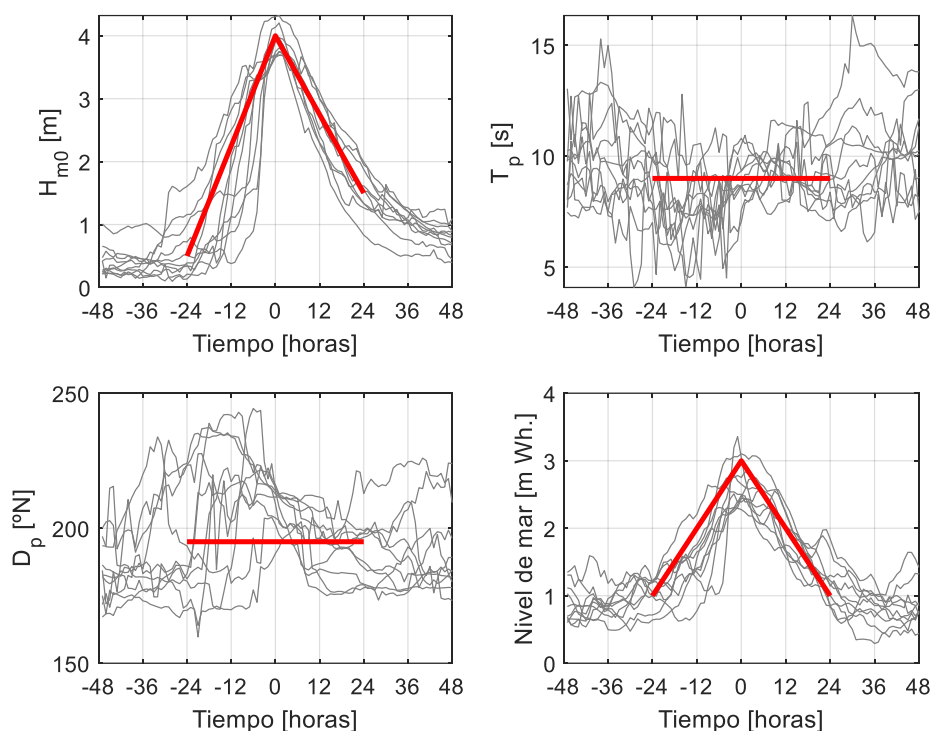 H_m0 [m]
4
3
2
1
0
-48 -36 -24 -12 0 12 24 36 48
Tiempo [horas]
T_p [s]
15
10
5
-48 -36 -24 -12 0 12 24 36 48
Tiempo [horas]
D_p [ºN]
250
200
150
-48 -36 -24 -12 0 12 24 36 48
Tiempo [horas]
Nivel de mar [m Wh.]
4
3
2
1
0
-48 -36 -24 -12 0 12 24 36 48
Tiempo [horas]